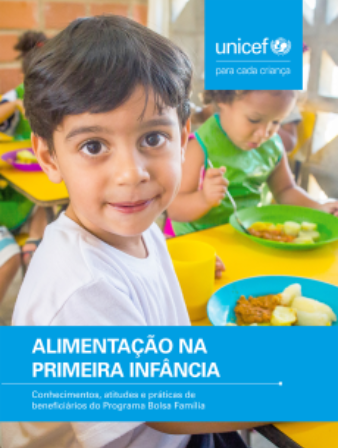 unicef
para cada criança
ALIMENTAÇÃO NA
PRIMEIRA INFÂNCIA
Conhecimentos, atitudes e práticas de
beneficiários do Programa Bolsa Família